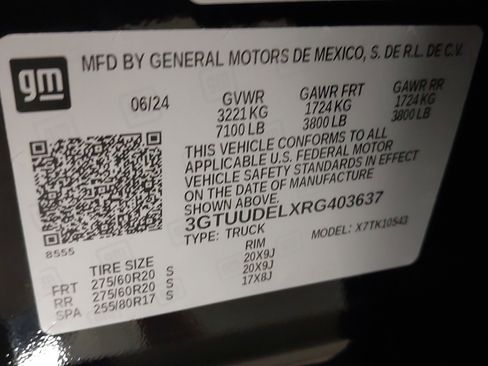 gm
MFD BY GENERAL MOTORS DE MEXICO, S. DE R.L. DE C.V.
06/24 GVWR GAWR FRT GAWR RR
3221 KG 1724 KG 1724 KG
7100 LB 3800 LB 3800 LB
THIS VEHICLE CONFORMS TO ALL
APPLICABLE U.S. FEDERAL MOTOR
VEHICLE SAFETY STANDARDS IN EFFECT
ON THE DATE OF MANUFACTURE
3GTUUDELXRG403637
TYPE: TRUCK MODEL: X7TK10543
8555
TIRE SIZE RIM
FRT 275/60R20 S 20X9J
RR 275/60R20 S 20X9J
SPA 255/80R17 S 17X8J